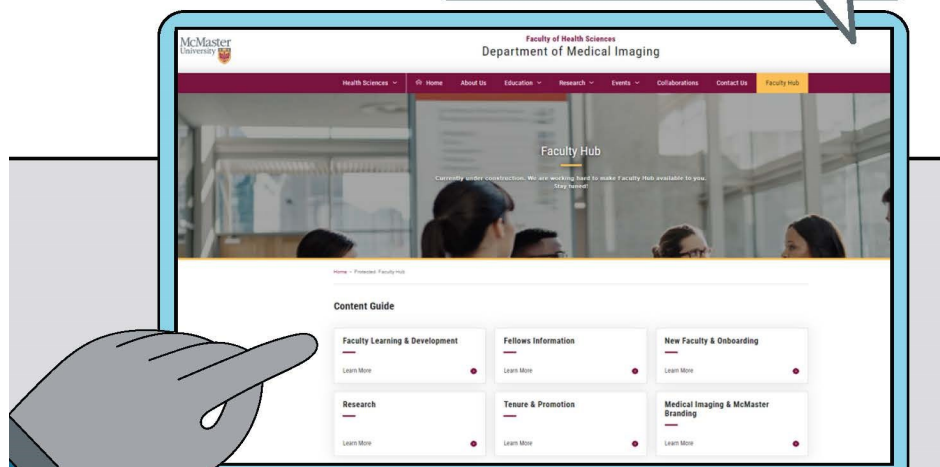 McMaster
University
Faculty of Health Sciences
Department of Medical Imaging
Health Sciences
Home
About Us
Education
Research
Events
Collaborations
Contact Us
Faculty Hub
Faculty Hub
Currently under construction. We are working hard to make Faculty Hub available to you.
Stay tuned!
Home > Protected: Faculty Hub
Content Guide
Faculty Learning & Development
Learn More
Fellows Information
Learn More
New Faculty & Onboarding
Learn More
Research
Learn More
Tenure & Promotion
Learn More
Medical Imaging & McMaster
Branding
Learn More